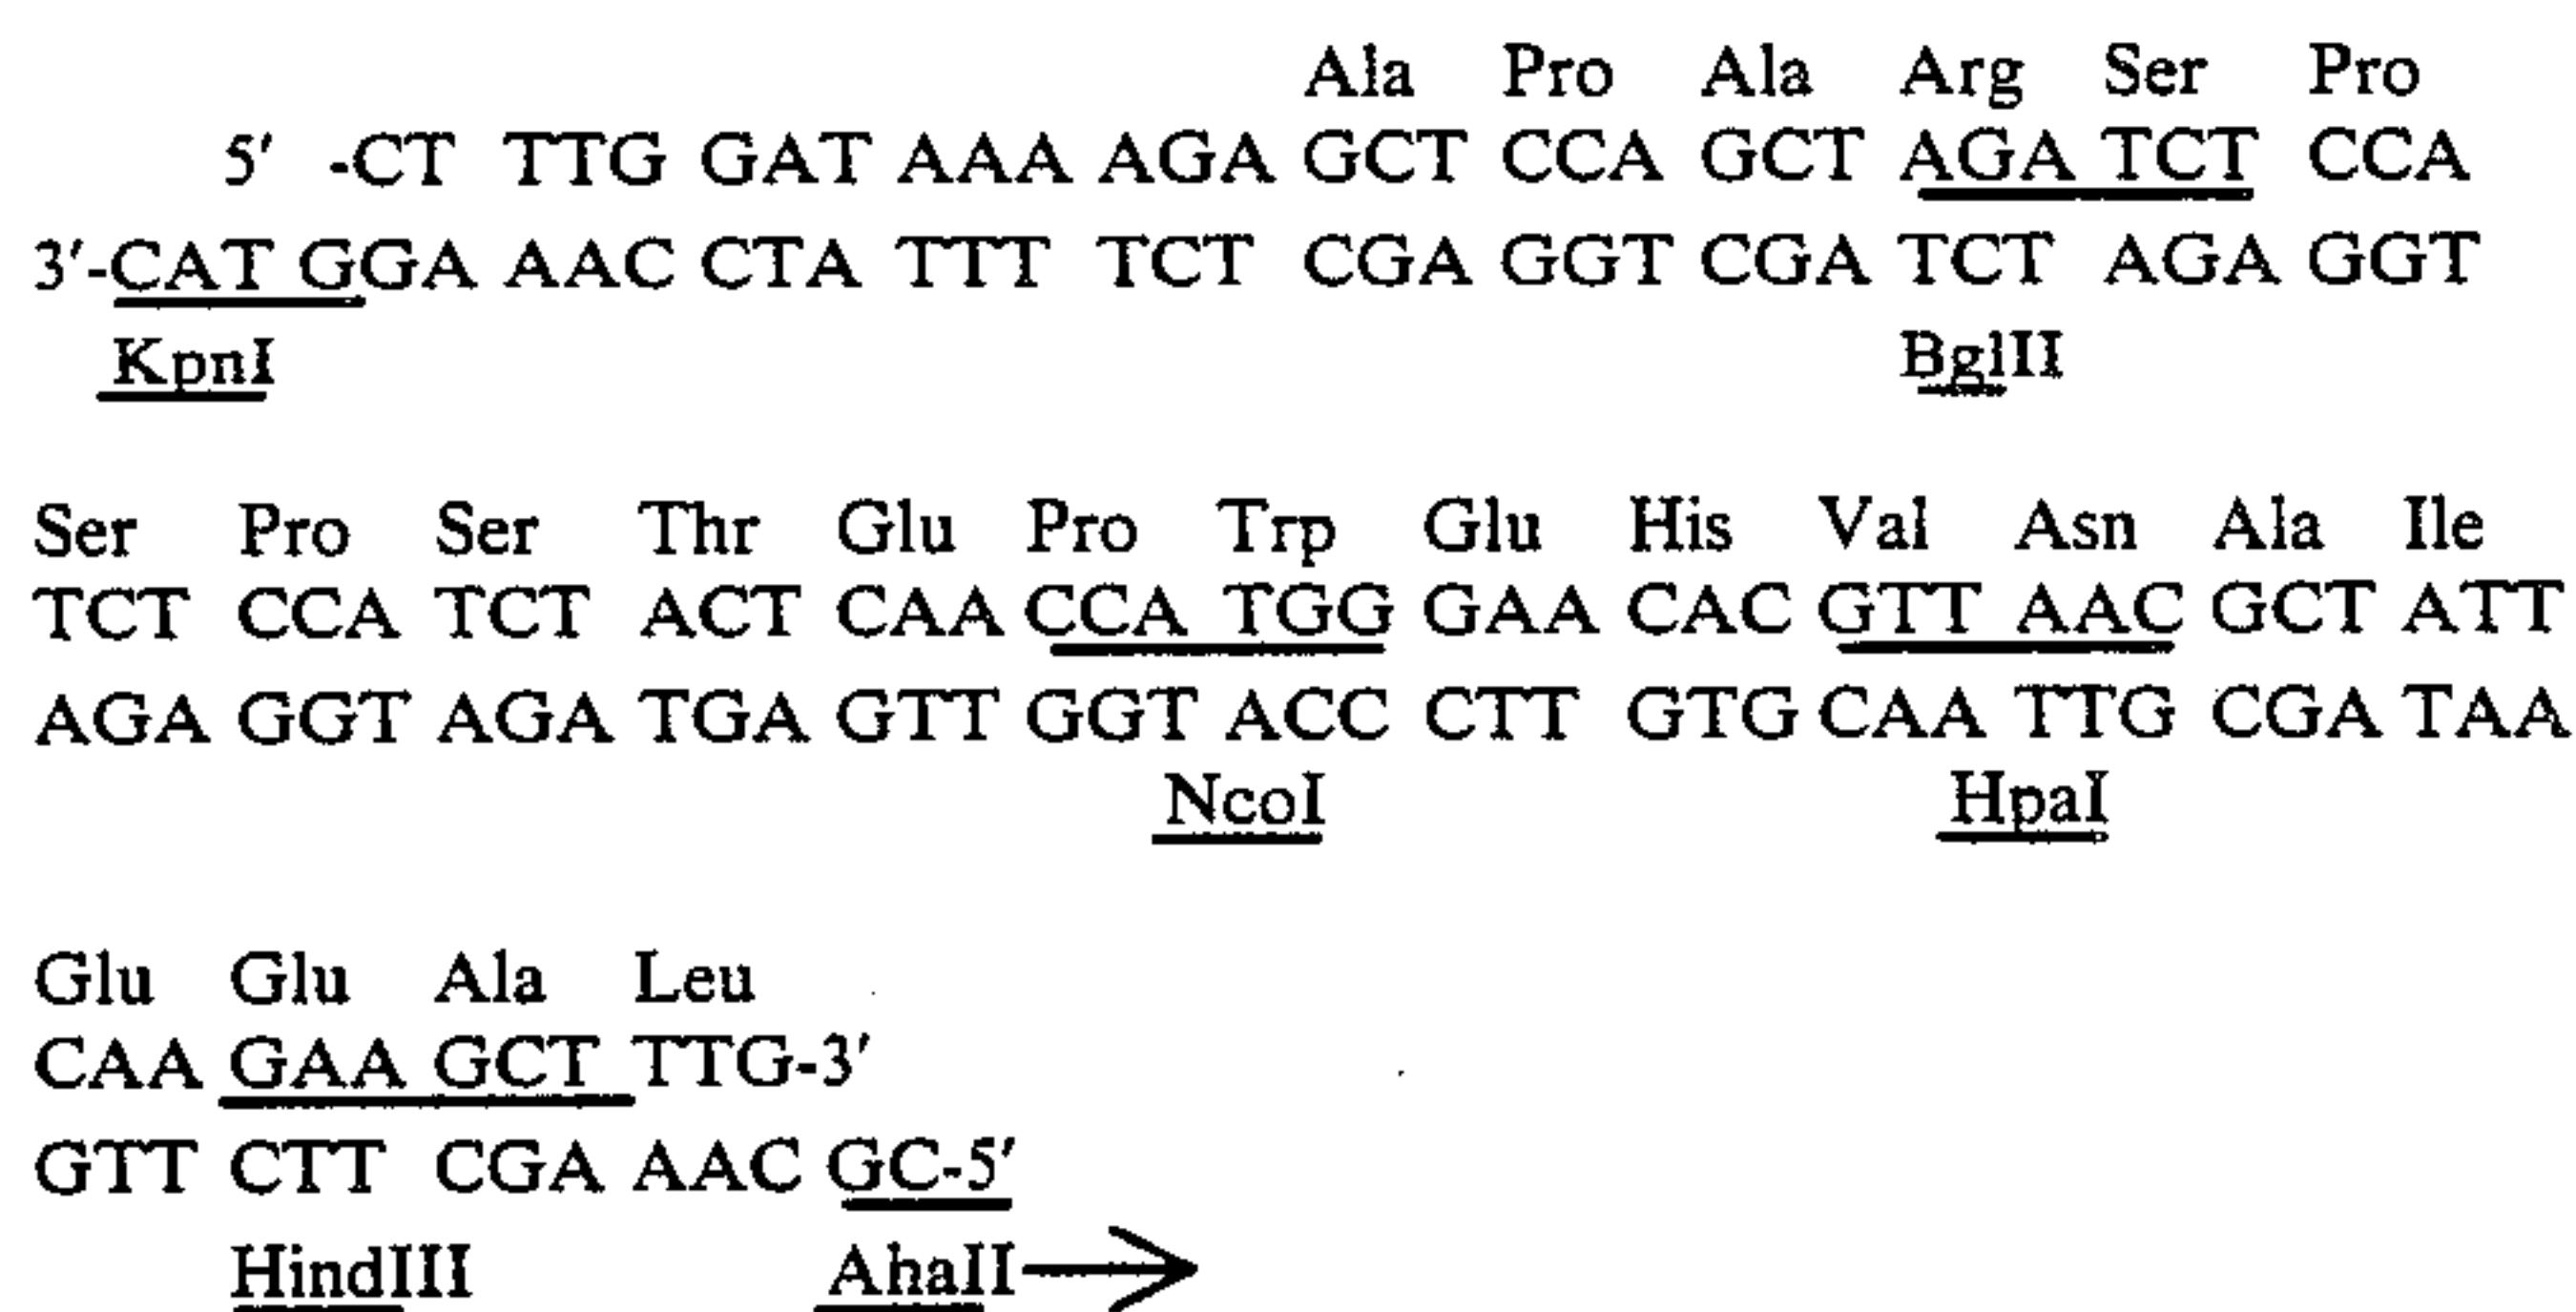 Ala Pro Ala Arg Ser Pro
5′ -CT TTG GAT AAA AGA GCT CCA GCT AGA TCT CCA
3′-CAT GGA AAC CTA TTT TCT CGA GGT CGA TCT AGA GGT
KpnI BglII
Ser Pro Ser Thr Glu Pro Trp Glu His Val Asn Ala Ile
TCT CCA TCT ACT CAA CCA TGG GAA CAC GTT AAC GCT ATT
AGA GGT AGA TGA GTT GGT ACC CTT GTG CAA TTG CGA TAA
NcoI HpaI
Glu Glu Ala Leu
CAA GAA GCT TTG-3′
GTT CTT CGA AAC GC-5′
HindIII AhaII